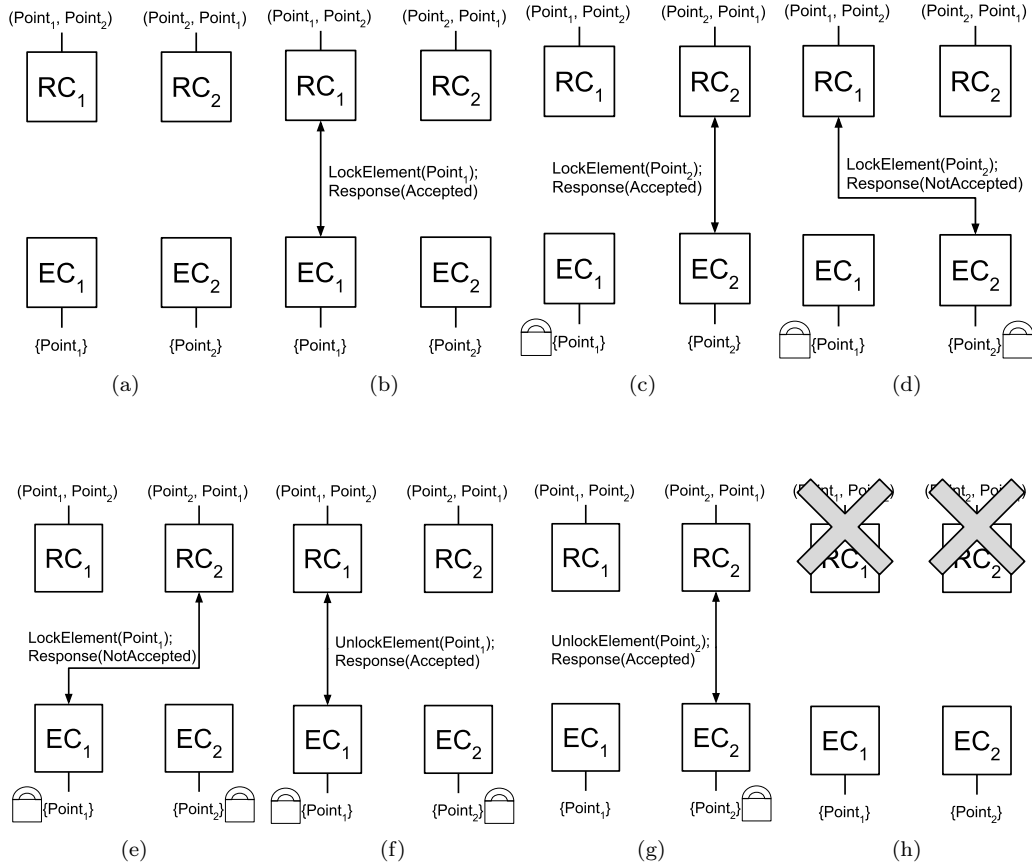 (Point₁, Point₂) (Point₂, Point₁) (Point₁, Point₂) (Point₂, Point₁) (Point₁, Point₂) (Point₂, Point₁) (Point₁, Point₂) (Point₂, Point₁)
RC₁ RC₂ RC₁ RC₂ RC₁ RC₂ RC₁ RC₂
LockElement(Point₁);
Response(Accepted)
LockElement(Point₂);
Response(Accepted)
LockElement(Point₂);
Response(NotAccepted)
EC₁ EC₂ EC₁ EC₂ EC₁ EC₂ EC₁ EC₂
{Point₁} {Point₂} {Point₁} {Point₂} {Point₁} {Point₂} {Point₁} {Point₂}
(a) (b) (c) (d)
(Point₁, Point₂) (Point₂, Point₁) (Point₁, Point₂) (Point₂, Point₁) (Point₁, Point₂) (Point₂, Point₁)
RC₁ RC₂ RC₁ RC₂ RC₁ RC₂ RC₁ RC₂
LockElement(Point₁);
Response(NotAccepted)
UnlockElement(Point₁);
Response(Accepted)
UnlockElement(Point₂);
Response(Accepted)
EC₁ EC₂ EC₁ EC₂ EC₁ EC₂ EC₁ EC₂
{Point₁} {Point₂} {Point₁} {Point₂} {Point₁} {Point₂} {Point₁} {Point₂}
(e) (f) (g) (h)